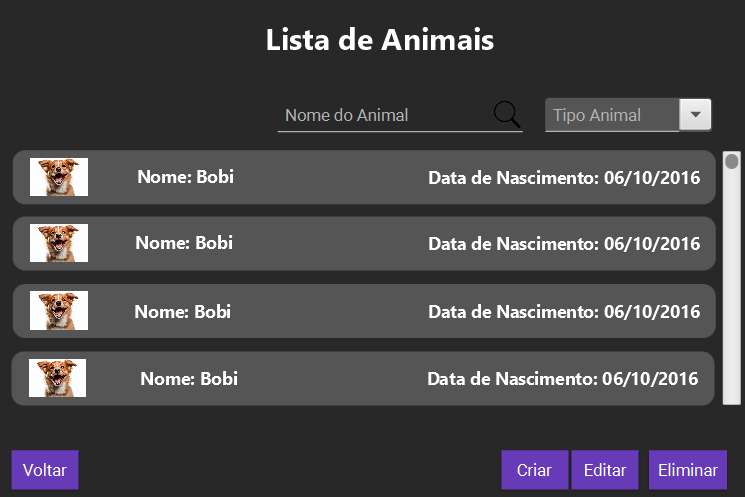 Lista de Animais
Nome do Animal
Tipo Animal
Nome: Bobi
Data de Nascimento: 06/10/2016
Nome: Bobi
Data de Nascimento: 06/10/2016
Nome: Bobi
Data de Nascimento: 06/10/2016
Nome: Bobi
Data de Nascimento: 06/10/2016
Voltar
Criar
Editar
Eliminar